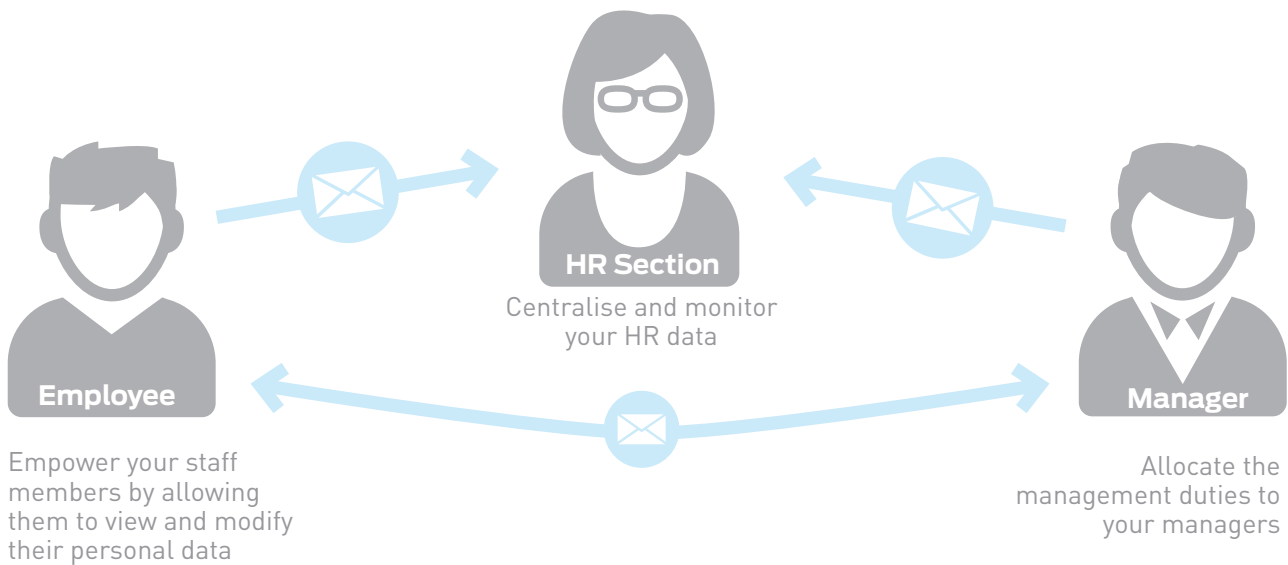 HR Section
Centralise and monitor
your HR data
Employee
Empower your staff
members by allowing
them to view and modify
their personal data
Manager
Allocate the
management duties to
your managers